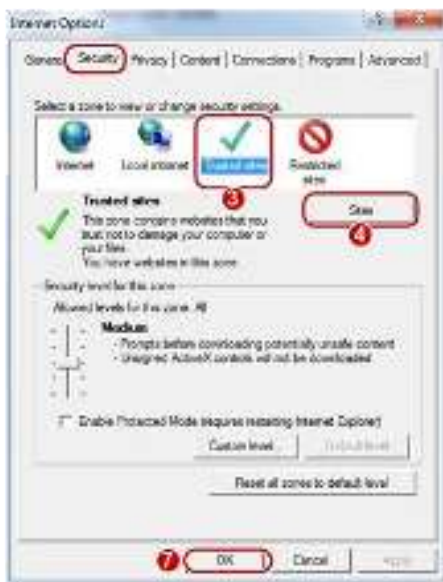 Internet Options
General Security Privacy Content Connections Programs Advanced
Select a zone to view or change security settings.
Internet Local intranet Trusted sites Restricted sites
3
Trusted sites
Sites
4
This zone contains websites that you
trust not to damage your computer or
your files.
You have websites in this zone.
Security level for this zone
Allowed levels for this zone: All
Medium
- Prompts before downloading potentially unsafe content
- Unsigned ActiveX controls will not be downloaded
Enable Protected Mode (requires restarting Internet Explorer)
Custom level... Default level
Reset all zones to default level
7 OK Cancel Apply